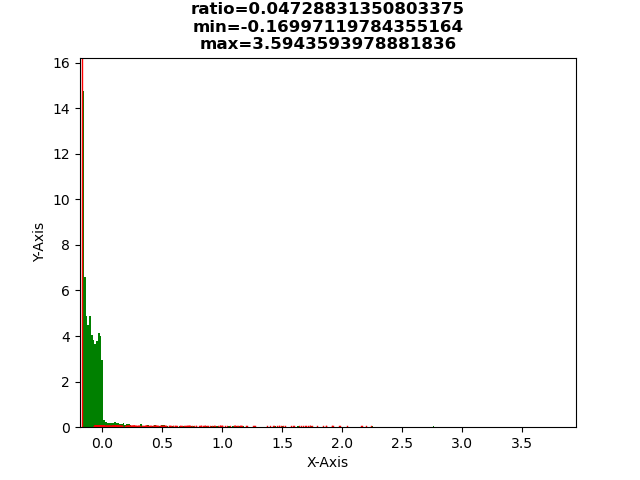 ratio=0.04728831350803375
min=-0.16997119784355164
max=3.5943593978881836
16
14
12
10
8
6
4
2
0
Y-Axis
0.0 0.5 1.0 1.5 2.0 2.5 3.0 3.5
X-Axis